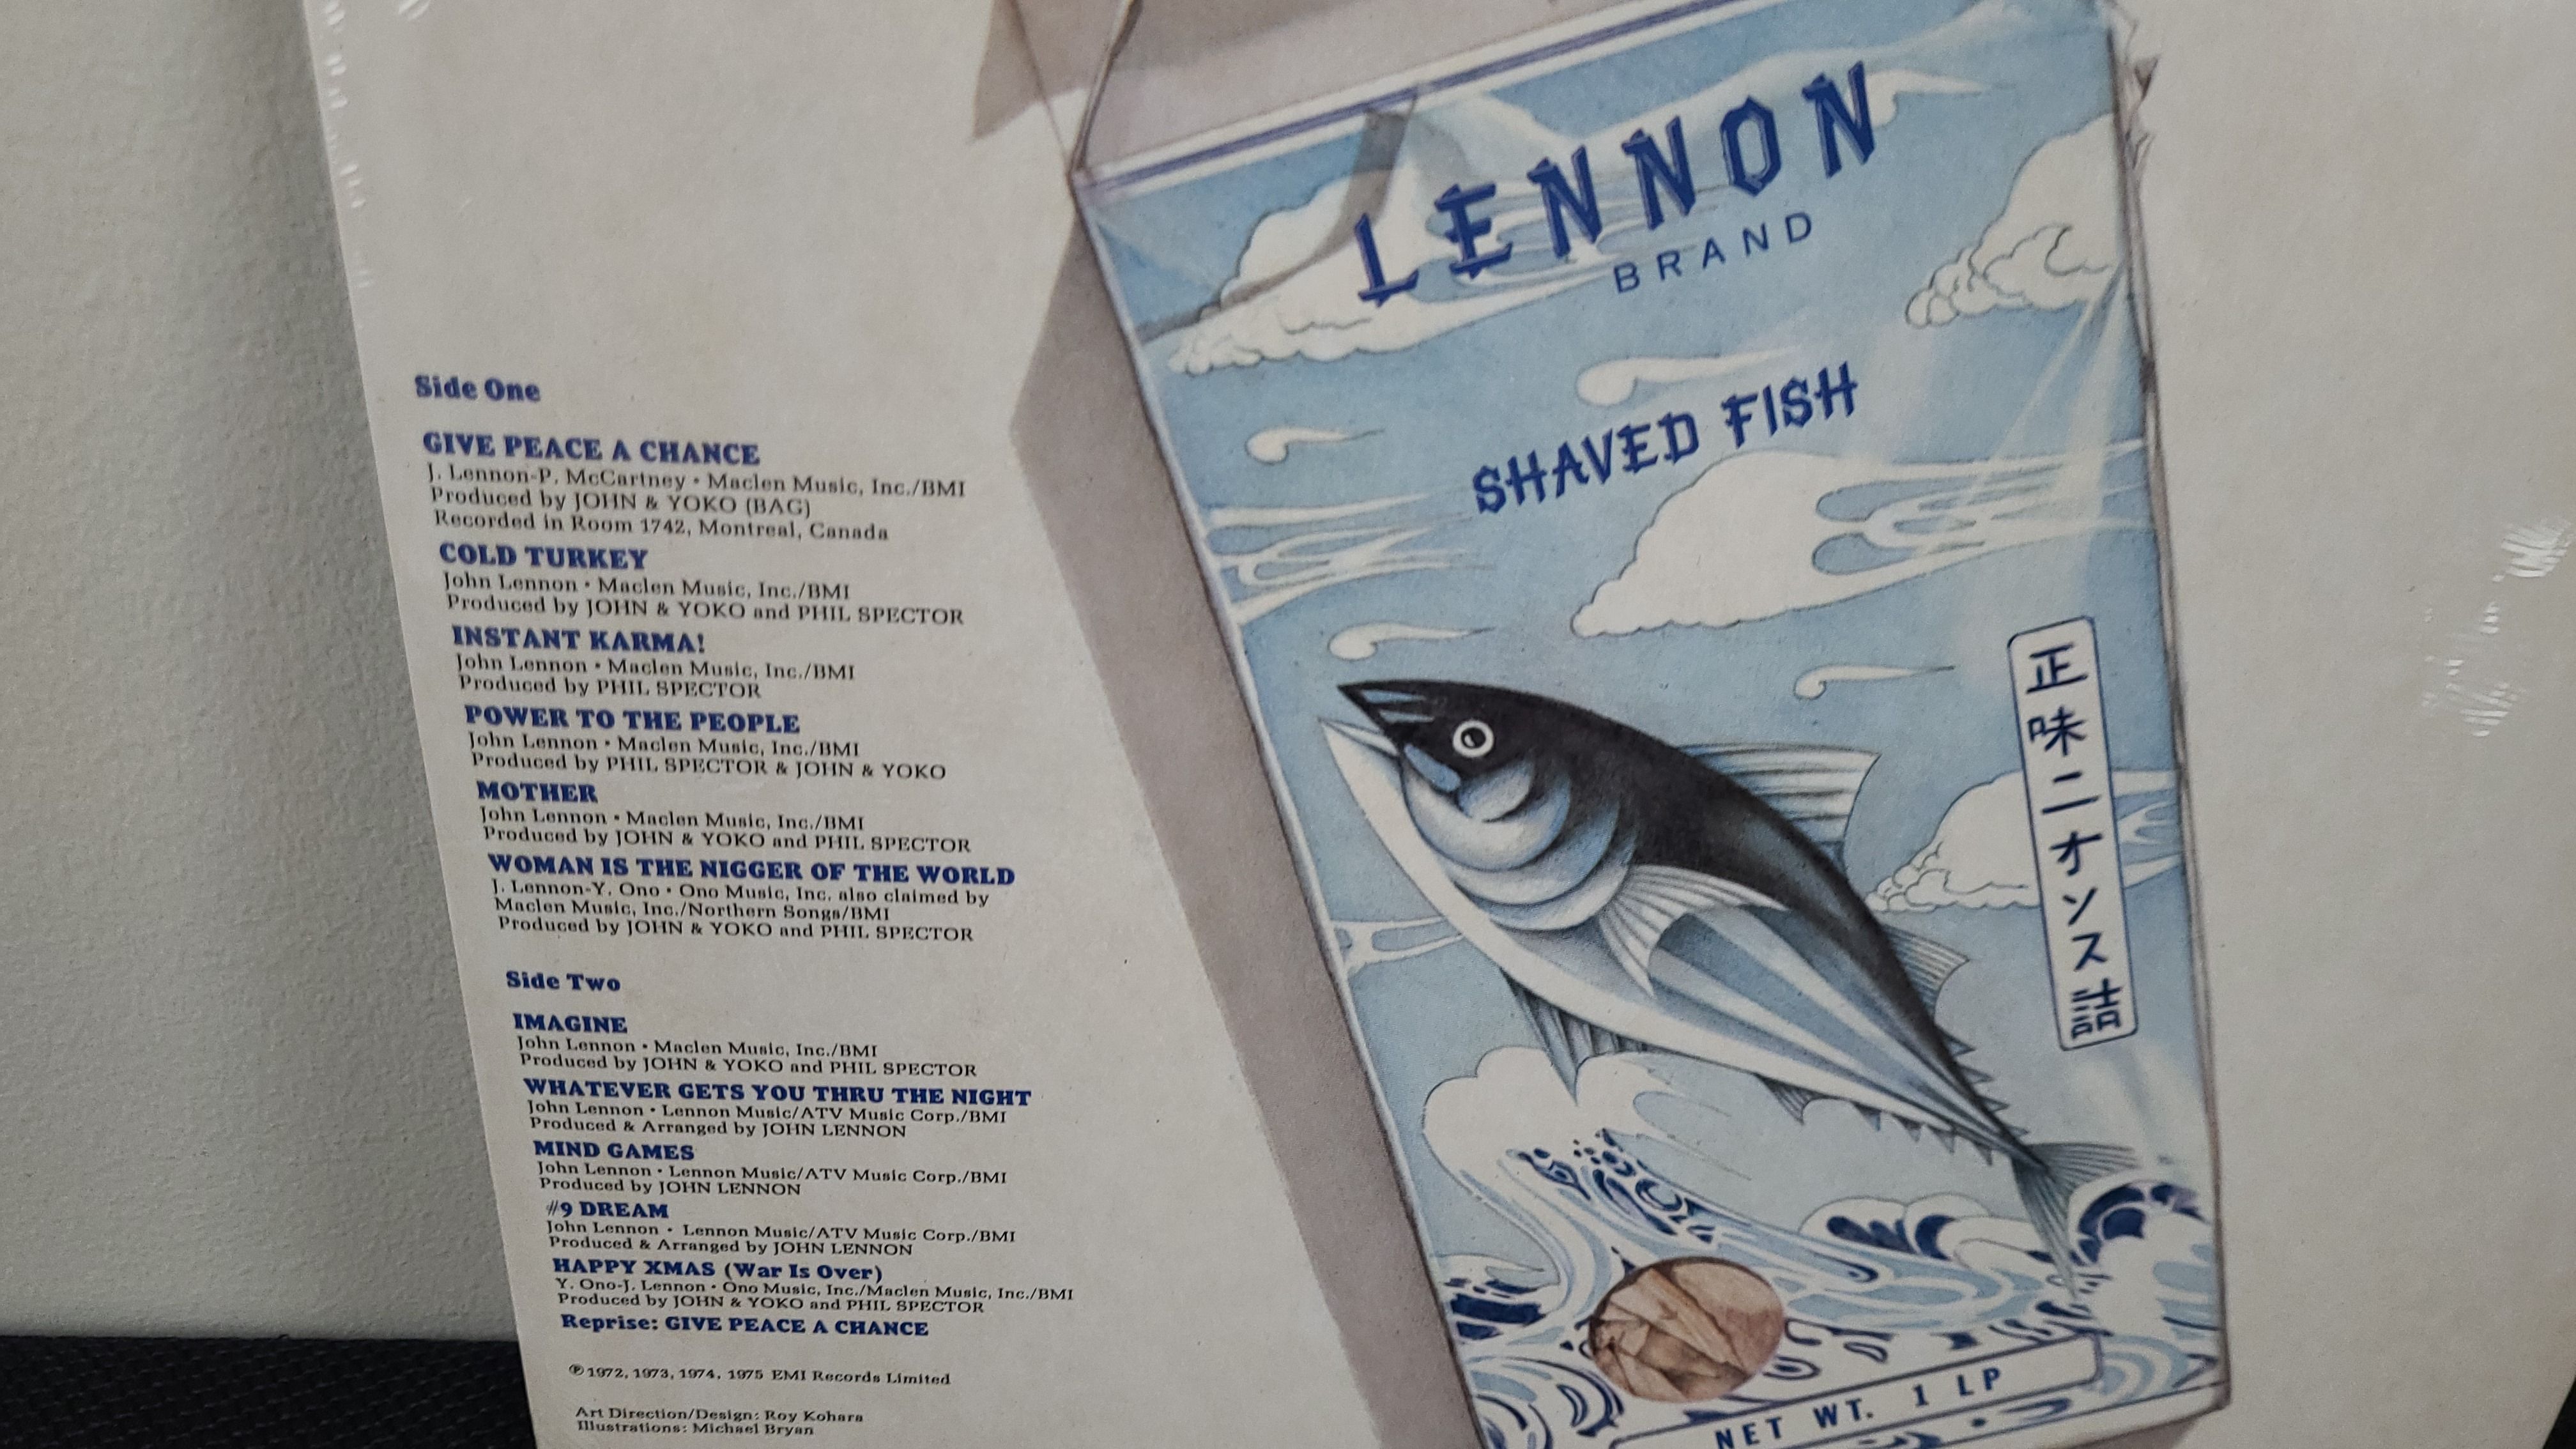 Side One
GIVE PEACE A CHANCE
J. Lennon-P. McCartney • Maclen Music, Inc./BMI
Produced by JOHN & YOKO (BAG)
Recorded in Room 1742, Montreal, Canada
COLD TURKEY
John Lennon • Maclen Music, Inc./BMI
Produced by JOHN & YOKO and PHIL SPECTOR
INSTANT KARMA!
John Lennon • Maclen Music, Inc./BMI
Produced by PHIL SPECTOR
POWER TO THE PEOPLE
John Lennon • Maclen Music, Inc./BMI
Produced by PHIL SPECTOR & JOHN & YOKO
MOTHER
John Lennon • Maclen Music, Inc./BMI
Produced by JOHN & YOKO and PHIL SPECTOR
WOMAN IS THE NIGGER OF THE WORLD
J. Lennon-Y. Ono • Ono Music, Inc. also claimed by
Maclen Music, Inc./Northern Songs/BMI
Produced by JOHN & YOKO and PHIL SPECTOR
Side Two
IMAGINE
John Lennon • Maclen Music, Inc./BMI
Produced by JOHN & YOKO and PHIL SPECTOR
WHATEVER GETS YOU THRU THE NIGHT
John Lennon • Lennon Music/ATV Music Corp./BMI
Produced & Arranged by JOHN LENNON
MIND GAMES
John Lennon • Lennon Music/ATV Music Corp./BMI
Produced by JOHN LENNON
#9 DREAM
John Lennon • Lennon Music/ATV Music Corp./BMI
Produced & Arranged by JOHN LENNON
HAPPY XMAS (War Is Over)
Y. Ono-J. Lennon • Ono Music, Inc./Maclen Music, Inc./BMI
Produced by JOHN & YOKO and PHIL SPECTOR
Reprise: GIVE PEACE A CHANCE
℗ 1972, 1973, 1974, 1975 EMI Records Limited
Art Direction/Design: Roy Kohara
Illustrations: Michael Bryan
LENNON
BRAND
SHAVED FISH
正味二オンス詰
NET WT. 1 LP